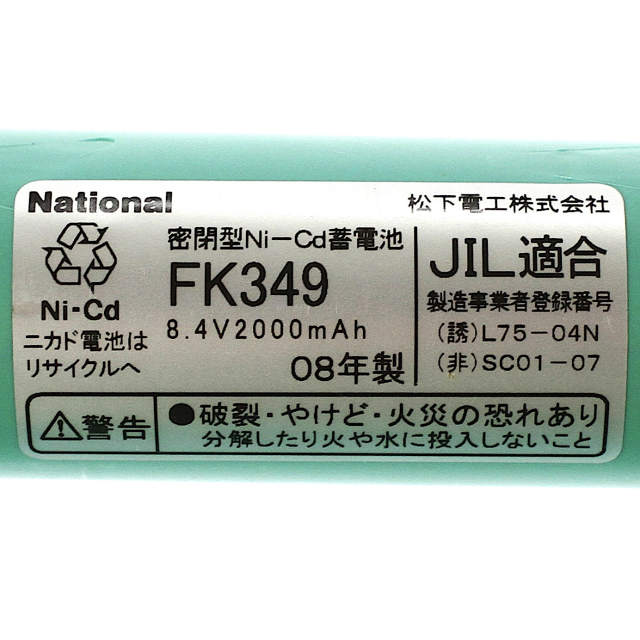 National
松下電工株式会社
Ni-Cd
ニカド電池は
リサイクルへ
密閉型Ni-Cd蓄電池
FK349
8.4V2000mAh
08年製
JIL適合
製造事業者登録番号
(誘)L75-04N
(非)SC01-07
警告
●破裂・やけど・火災の恐れあり
分解したり火や水に投入しないこと